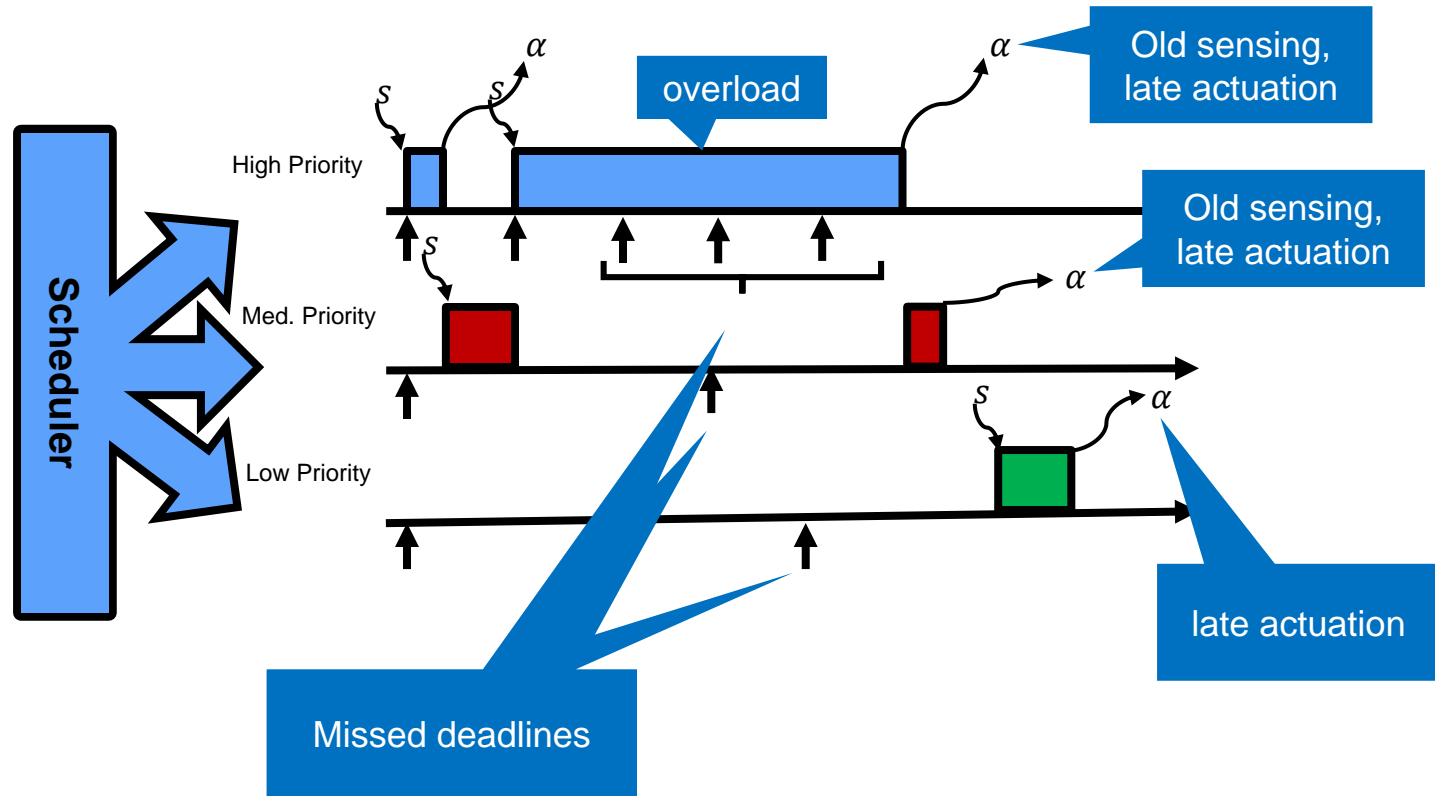 Scheduler
High Priority
Med. Priority
Low Priority
s
α
s
overload
α
Old sensing,
late actuation
s
α
Old sensing,
late actuation
s
α
late actuation
Missed deadlines